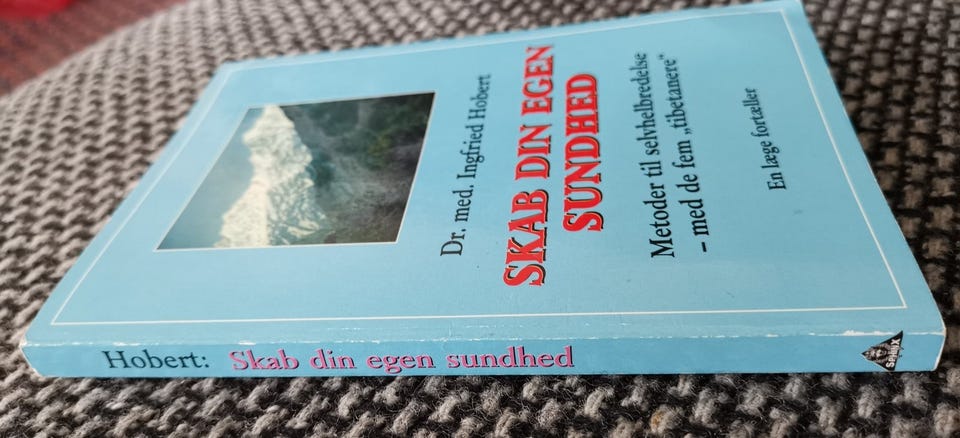 Dr. med. Ingfried Hobert
SKAB DIN EGEN
SUNDHED
Metoder til selvhelbredelse
– med de fem „tibetanere“
En læge fortæller
Hobert: Skab din egen sundhed